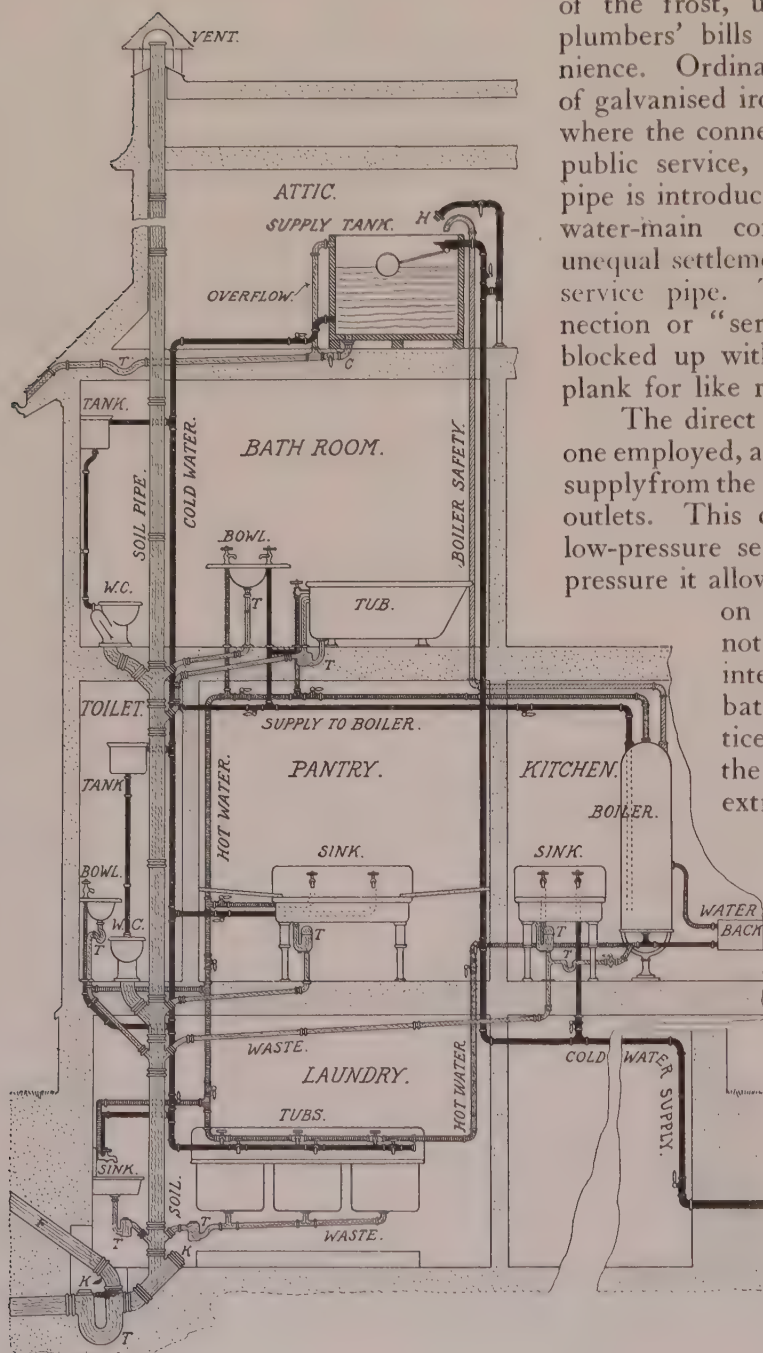 of the frost, u
plumbers' bills
nience. Ordina
of galvanised iro
where the conne
public service,
pipe is introduc
water-main co
unequal settleme
service pipe. T
nection or "ser
blocked up wit
plank for like r
The direct
one employed, a
supplyfrom the
outlets. This c
low-pressure se
pressure it allow
on
not
inte
bat
tice
the
ext
VENT.
ATTIC.
SUPPLY TANK.
H
OVERFLOW.
T
C
TANK.
SOIL PIPE.
COLD WATER.
BATH ROOM.
BOILER SAFETY.
BOWL.
W.C.
T
TUB.
T
TOILET.
SUPPLY TO BOILER.
TANK
HOT WATER.
PANTRY.
KITCHEN.
BOILER.
BOWL.
SINK.
SINK.
WATER
BACK
T
W.C.
T
T
T
WASTE.
COLD WATER SUPPLY.
LAUNDRY.
HOT WATER
TUBS.
SINK.
SOIL.
T
T
WASTE.
F
K
K
T